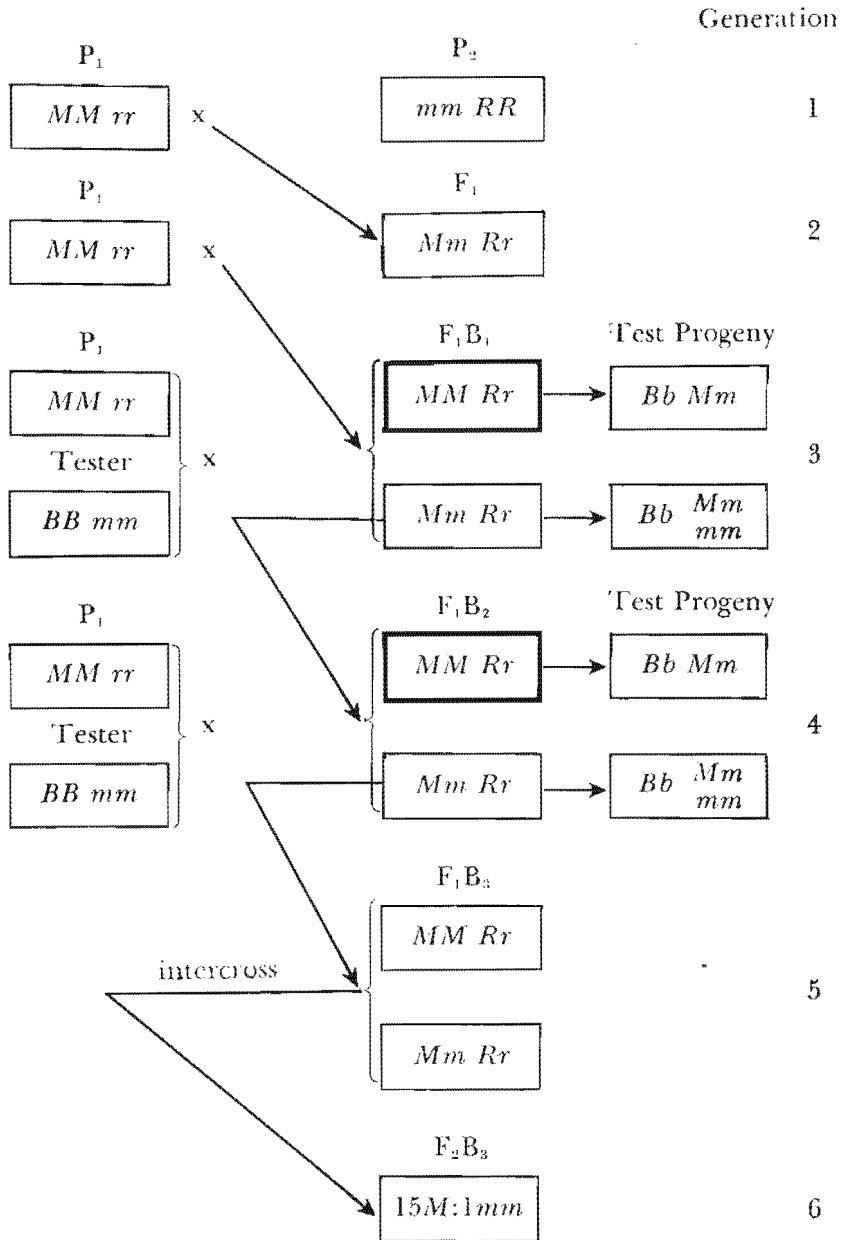 Generation
P₁ P₂
MM rr x mm RR 1
P₁ F₁
MM rr x Mm Rr 2
P₁ F₁B₁ Test Progeny
MM rr MM Rr Bb Mm
Tester x 3
BB mm Mm Rr Bb Mm
mm
P₁ F₁B₂ Test Progeny
MM rr MM Rr Bb Mm
Tester x 4
BB mm Mm Rr Bb Mm
mm
F₁B₃
MM Rr
intercross 5
Mm Rr
F₂B₃
15M:1mm 6